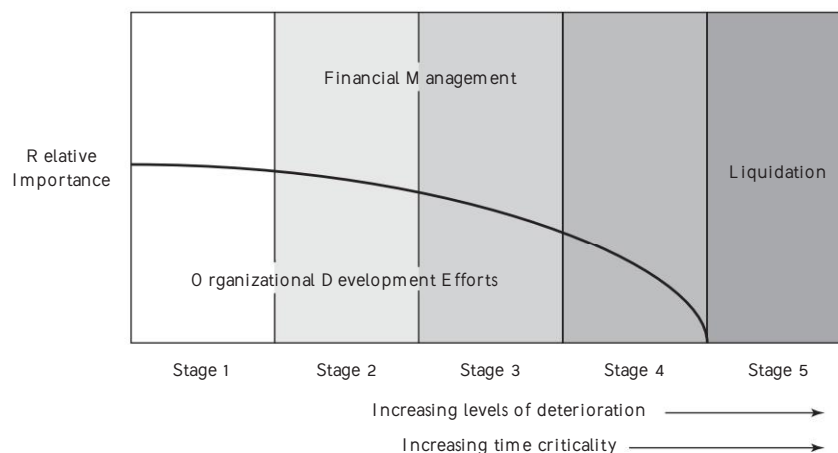 Financial Management
Relative
Importance
Liquidation
Organizational Development Efforts
Stage 1
Stage 2
Stage 3
Stage 4
Stage 5
Increasing levels of deterioration
Increasing time criticality